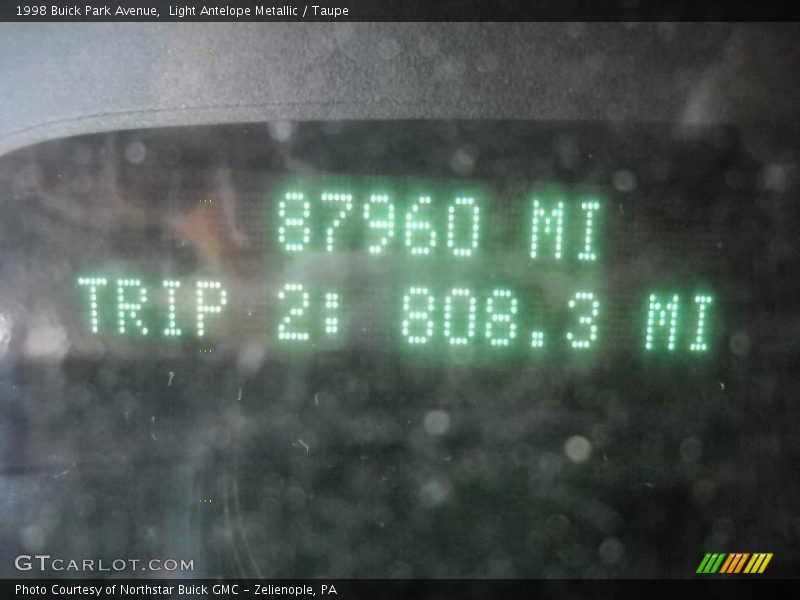 1998 Buick Park Avenue,  Light Antelope Metallic / Taupe
87960 MI
TRIP 2: 808.3 MI
GTCARLOT.COM
Photo Courtesy of Northstar Buick GMC - Zelienople, PA